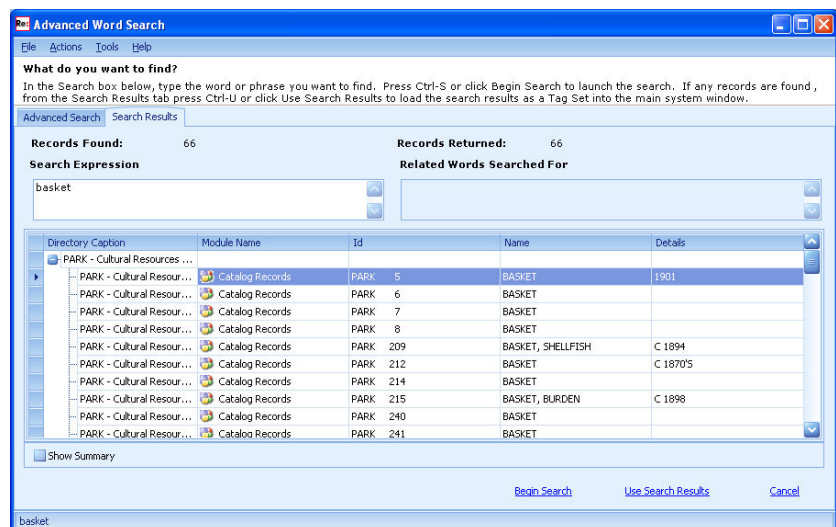 Re: Advanced Word Search
File Actions Tools Help
What do you want to find?
In the Search box below, type the word or phrase you want to find. Press Ctrl-S or click Begin Search to launch the search. If any records are found ,
from the Search Results tab press Ctrl-U or click Use Search Results to load the search results as a Tag Set into the main system window.
Advanced Search Search Results
Records Found: 66 Records Returned: 66
Search Expression Related Words Searched For
basket
Directory Caption Module Name Id Name Details
PARK - Cultural Resources ...
PARK - Cultural Resour... Catalog Records PARK 5 BASKET 1901
PARK - Cultural Resour... Catalog Records PARK 6 BASKET
PARK - Cultural Resour... Catalog Records PARK 7 BASKET
PARK - Cultural Resour... Catalog Records PARK 8 BASKET
PARK - Cultural Resour... Catalog Records PARK 209 BASKET, SHELLFISH C 1894
PARK - Cultural Resour... Catalog Records PARK 212 BASKET C 1870'S
PARK - Cultural Resour... Catalog Records PARK 214 BASKET
PARK - Cultural Resour... Catalog Records PARK 215 BASKET, BURDEN C 1898
PARK - Cultural Resour... Catalog Records PARK 240 BASKET
PARK - Cultural Resour... Catalog Records PARK 241 BASKET
Show Summary
Begin Search Use Search Results Cancel
basket